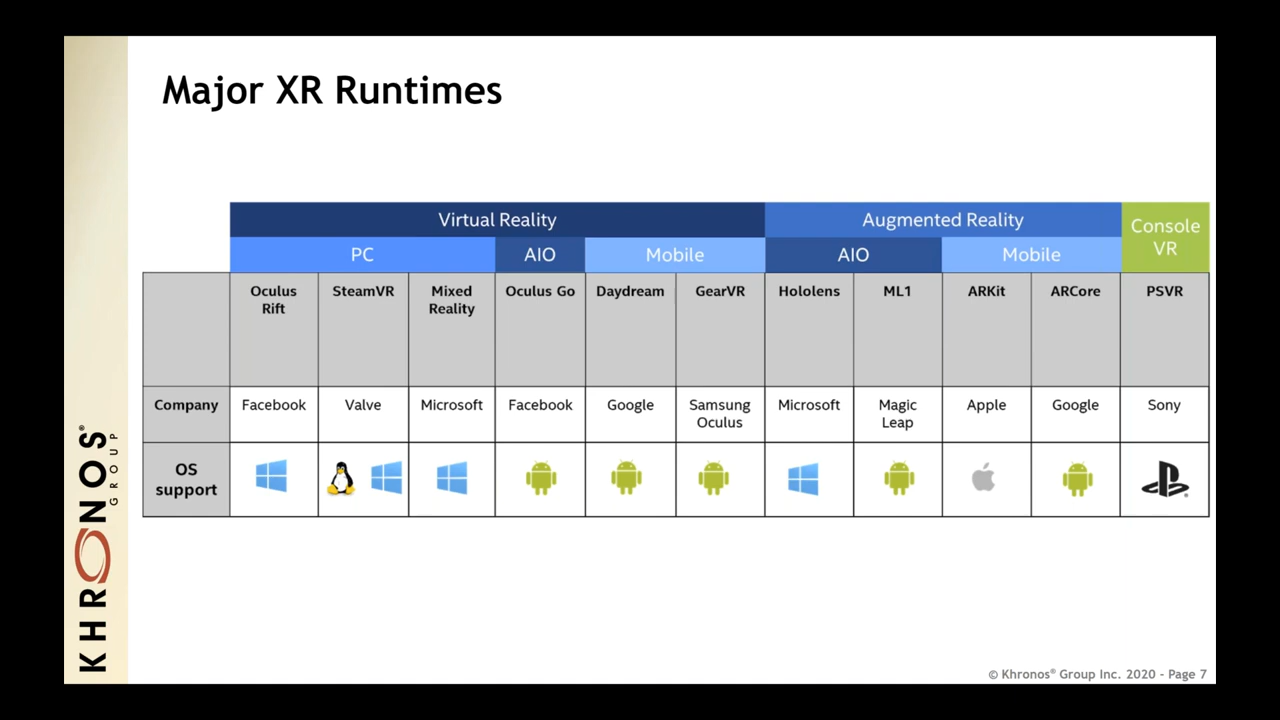 Major XR Runtimes
Virtual Reality
Augmented Reality
Console
VR
PC
AIO
Mobile
AIO
Mobile
Oculus
Rift
SteamVR
Mixed
Reality
Oculus Go
Daydream
GearVR
Hololens
ML1
ARKit
ARCore
PSVR
Company
Facebook
Valve
Microsoft
Facebook
Google
Samsung
Oculus
Microsoft
Magic
Leap
Apple
Google
Sony
OS
support
KHRONOS®
GROUP
© Khronos® Group Inc. 2020 - Page 7